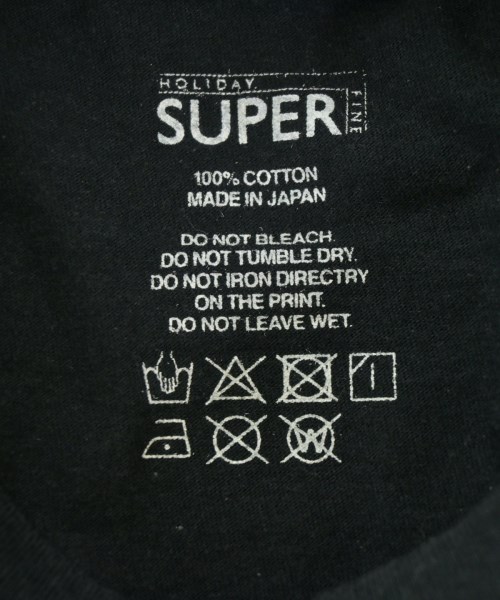 HOLIDAY
SUPER
FINE
100% COTTON
MADE IN JAPAN
DO NOT BLEACH.
DO NOT TUMBLE DRY.
DO NOT IRON DIRECTRY
ON THE PRINT.
DO NOT LEAVE WET.
W